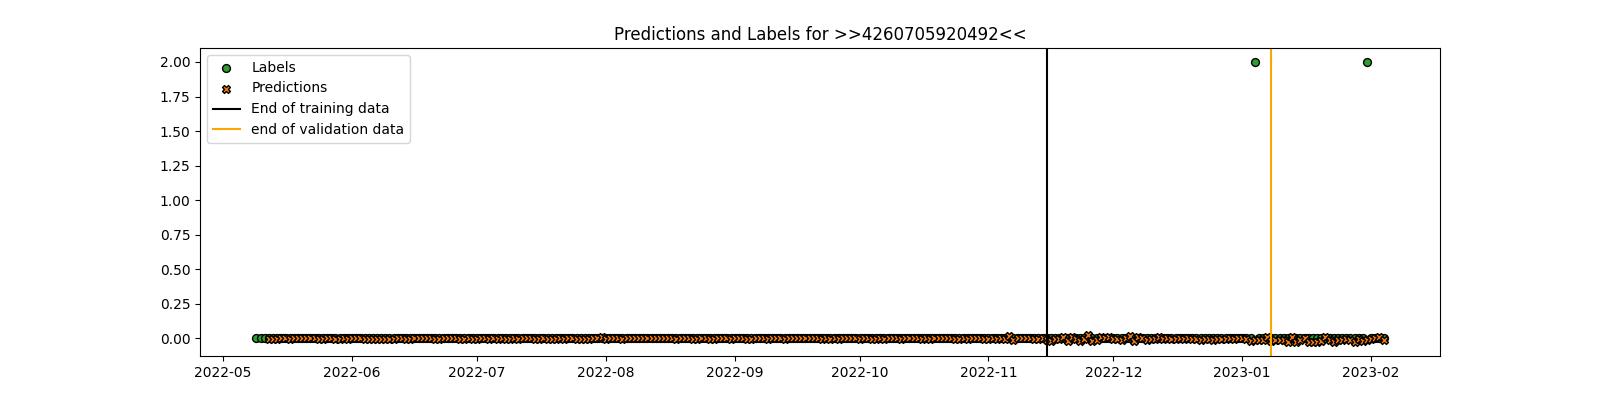 Predictions and Labels for >>4260705920492<<
2.00
1.75
1.50
1.25
1.00
0.75
0.50
0.25
0.00
Labels
Predictions
End of training data
end of validation data
2022-05 2022-06 2022-07 2022-08 2022-09 2022-10 2022-11 2022-12 2023-01 2023-02